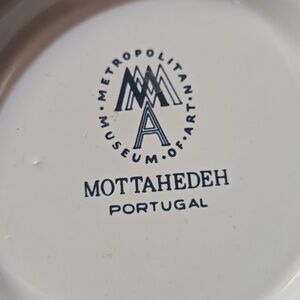 METROPOLITAN · MUSEUM · OF · ART ·
MMA
MOTTAHEDEH
PORTUGAL